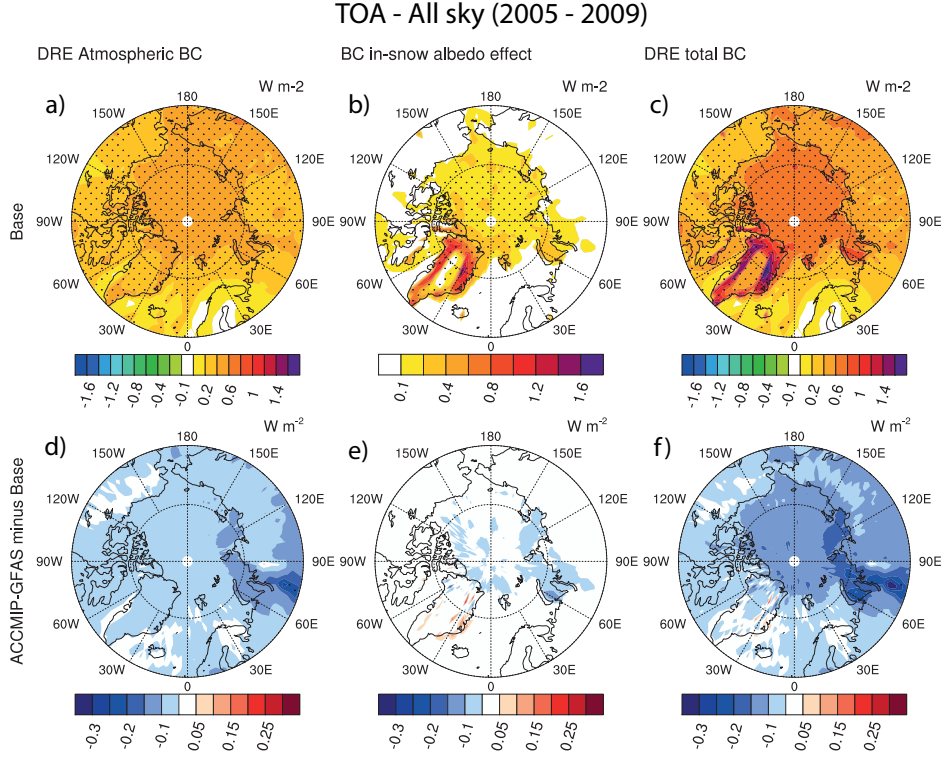 TOA - All sky (2005 - 2009)
DRE Atmospheric BC
BC in-snow albedo effect
DRE total BC
Base
a)
W m-2
180
150W
150E
120W
120E
90W
90E
60W
60E
30W
30E
0
-1.6
-1.2
-0.8
-0.4
-0.1
0.2
0.6
1
1.4
b)
W m-2
180
150W
150E
120W
120E
90W
90E
60W
60E
30W
30E
0
0.1
0.4
0.8
1.2
1.6
c)
W m-2
180
150W
150E
120W
120E
90W
90E
60W
60E
30W
30E
0
-1.6
-1.2
-0.8
-0.4
-0.1
0.2
0.6
1
1.4
ACCMIP-GFAS minus Base
d)
W m⁻²
180
150W
150E
120W
120E
90W
90E
60W
60E
30W
30E
0
-0.3
-0.2
-0.1
0.05
0.15
0.25
e)
W m⁻²
180
150W
150E
120W
120E
90W
90E
60W
60E
30W
30E
0
-0.3
-0.2
-0.1
0.05
0.15
0.25
f)
W m⁻²
180
150W
150E
120W
120E
90W
90E
60W
60E
30W
30E
0
-0.3
-0.2
-0.1
0.05
0.15
0.25